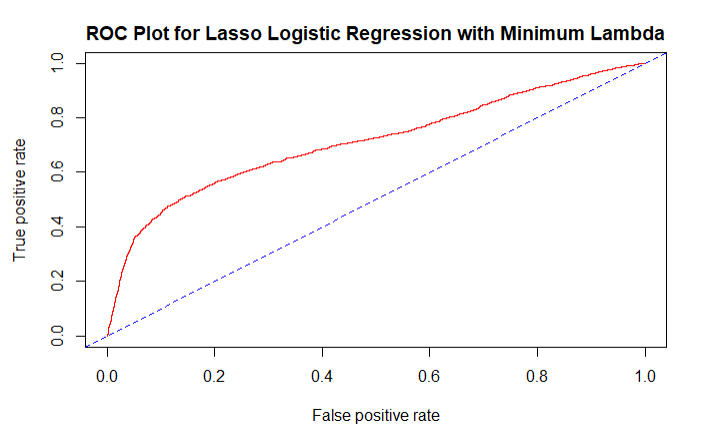 ROC Plot for Lasso Logistic Regression with Minimum Lambda
True positive rate
1.0
0.8
0.6
0.4
0.2
0.0
0.0 0.2 0.4 0.6 0.8 1.0
False positive rate